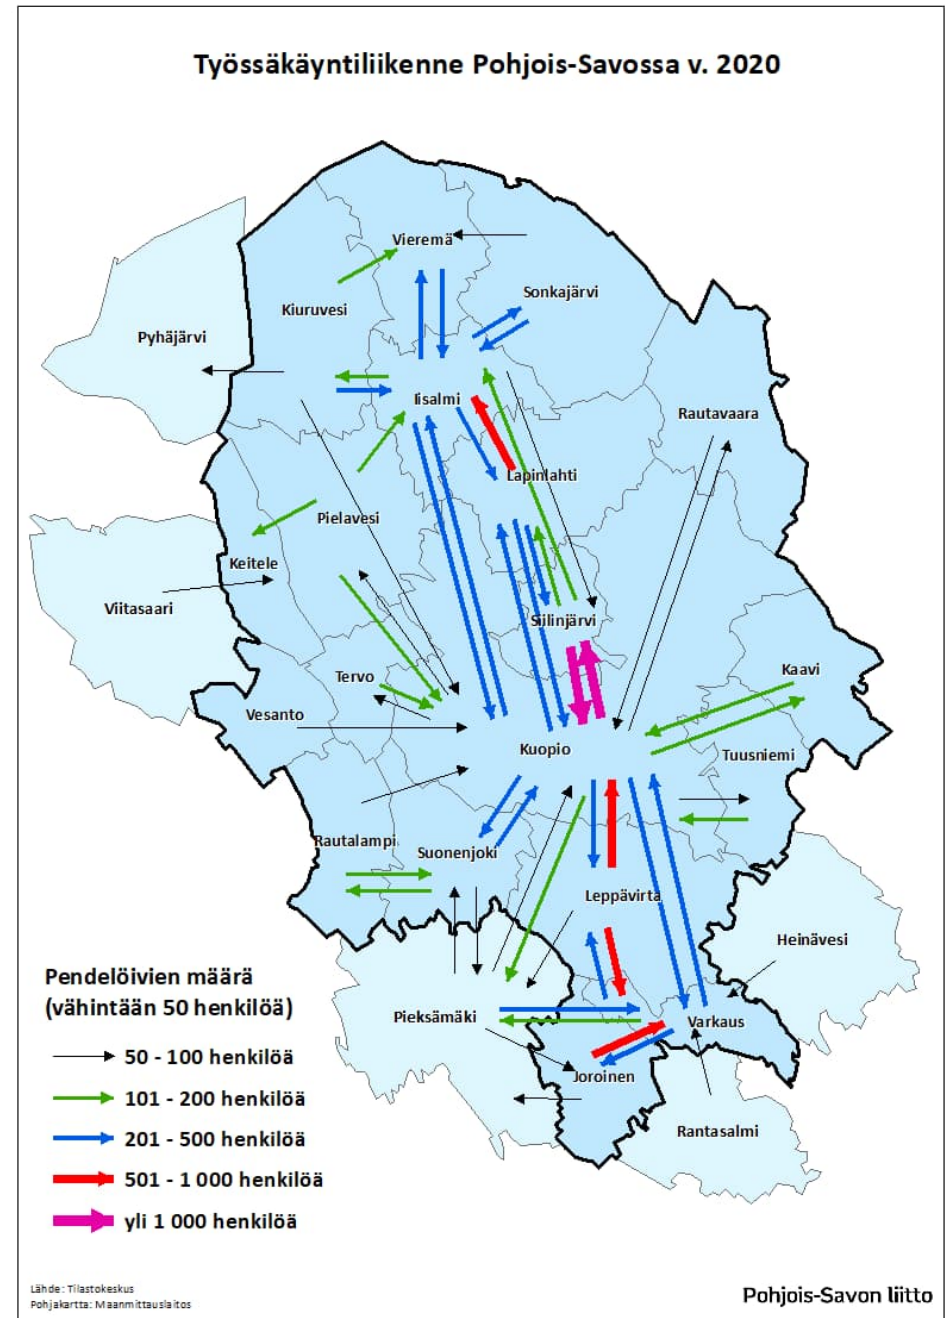 Työssäkäyntiliikenne Pohjois-Savossa v. 2020
Vieremä
Sonkajärvi
Kiuruvesi
Pyhäjärvi
Iisalmi
Rautavaara
Lapinlahti
Pielavesi
Keitele
Viitasaari
Siilinjärvi
Kaavi
Tervo
Vesanto
Kuopio
Tuusniemi
Rautalampi
Suonenjoki
Leppävirta
Heinävesi
Pieksämäki
Varkaus
Joroinen
Rantasalmi
Pendelöivien määrä
(vähintään 50 henkilöä)
50 - 100 henkilöä
101 - 200 henkilöä
201 - 500 henkilöä
501 - 1 000 henkilöä
yli 1 000 henkilöä
Lähde: Tilastokeskus
Pohjakartta: Maanmittauslaitos
Pohjois-Savon liitto